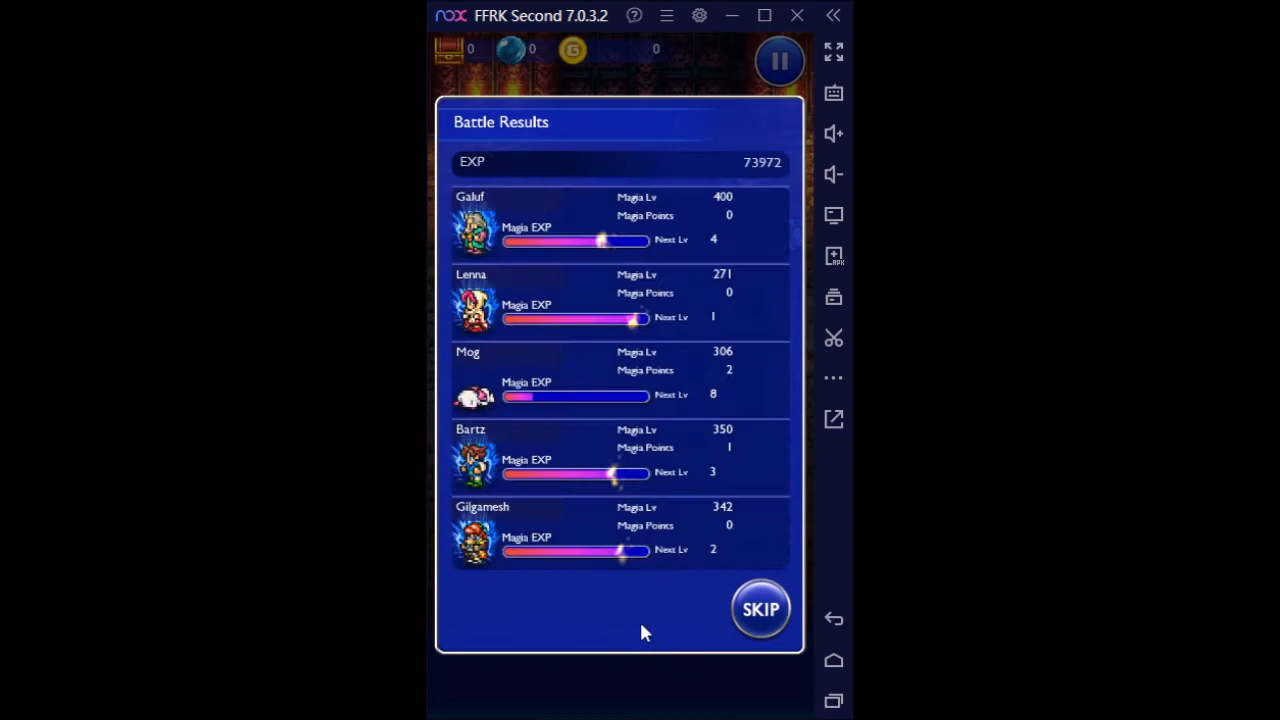 nox FFRK Second 7.0.3.2
0 0 G 0
Battle Results
EXP 73972
Galuf Magia Lv 400
Magia Points 0
Magia EXP Next Lv 4
Lenna Magia Lv 271
Magia Points 0
Magia EXP Next Lv 1
Mog Magia Lv 306
Magia Points 2
Magia EXP Next Lv 8
Bartz Magia Lv 350
Magia Points 1
Magia EXP Next Lv 3
Gilgamesh Magia Lv 342
Magia Points 0
Magia EXP Next Lv 2
SKIP
APK